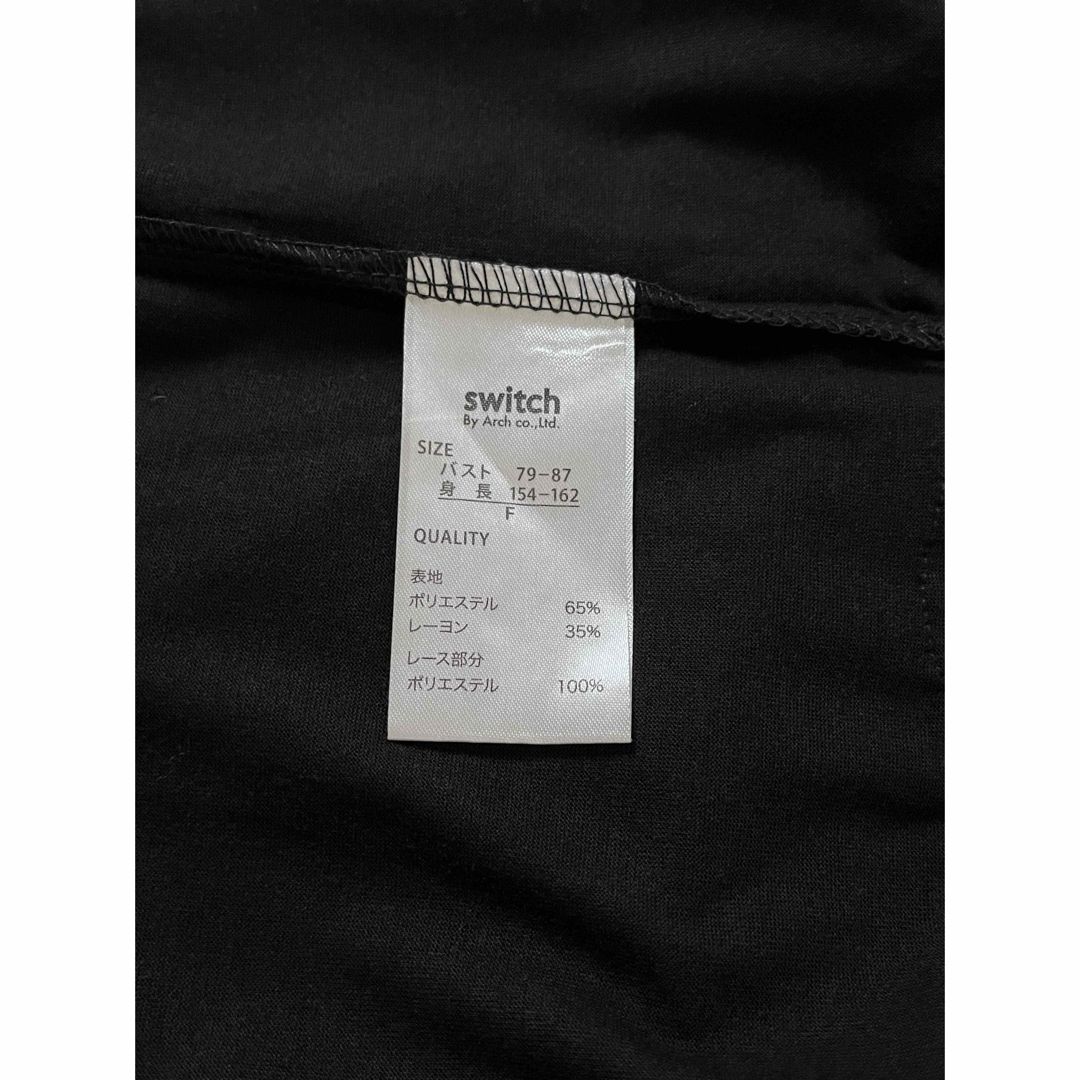 switch
By Arch co.,Ltd.
SIZE
バスト 79-87
身 長 154-162
F
QUALITY
表地
ポリエステル 65%
レーヨン 35%
レース部分
ポリエステル 100%